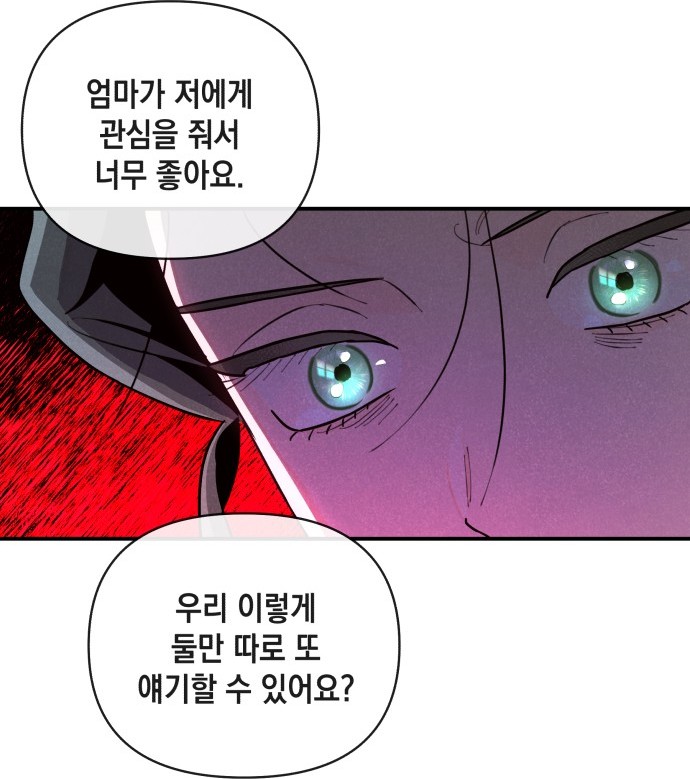 엄마가 저에게
관심을 줘서
너무 좋아요.
우리 이렇게
둘만 따로 또
얘기할 수 있어요?